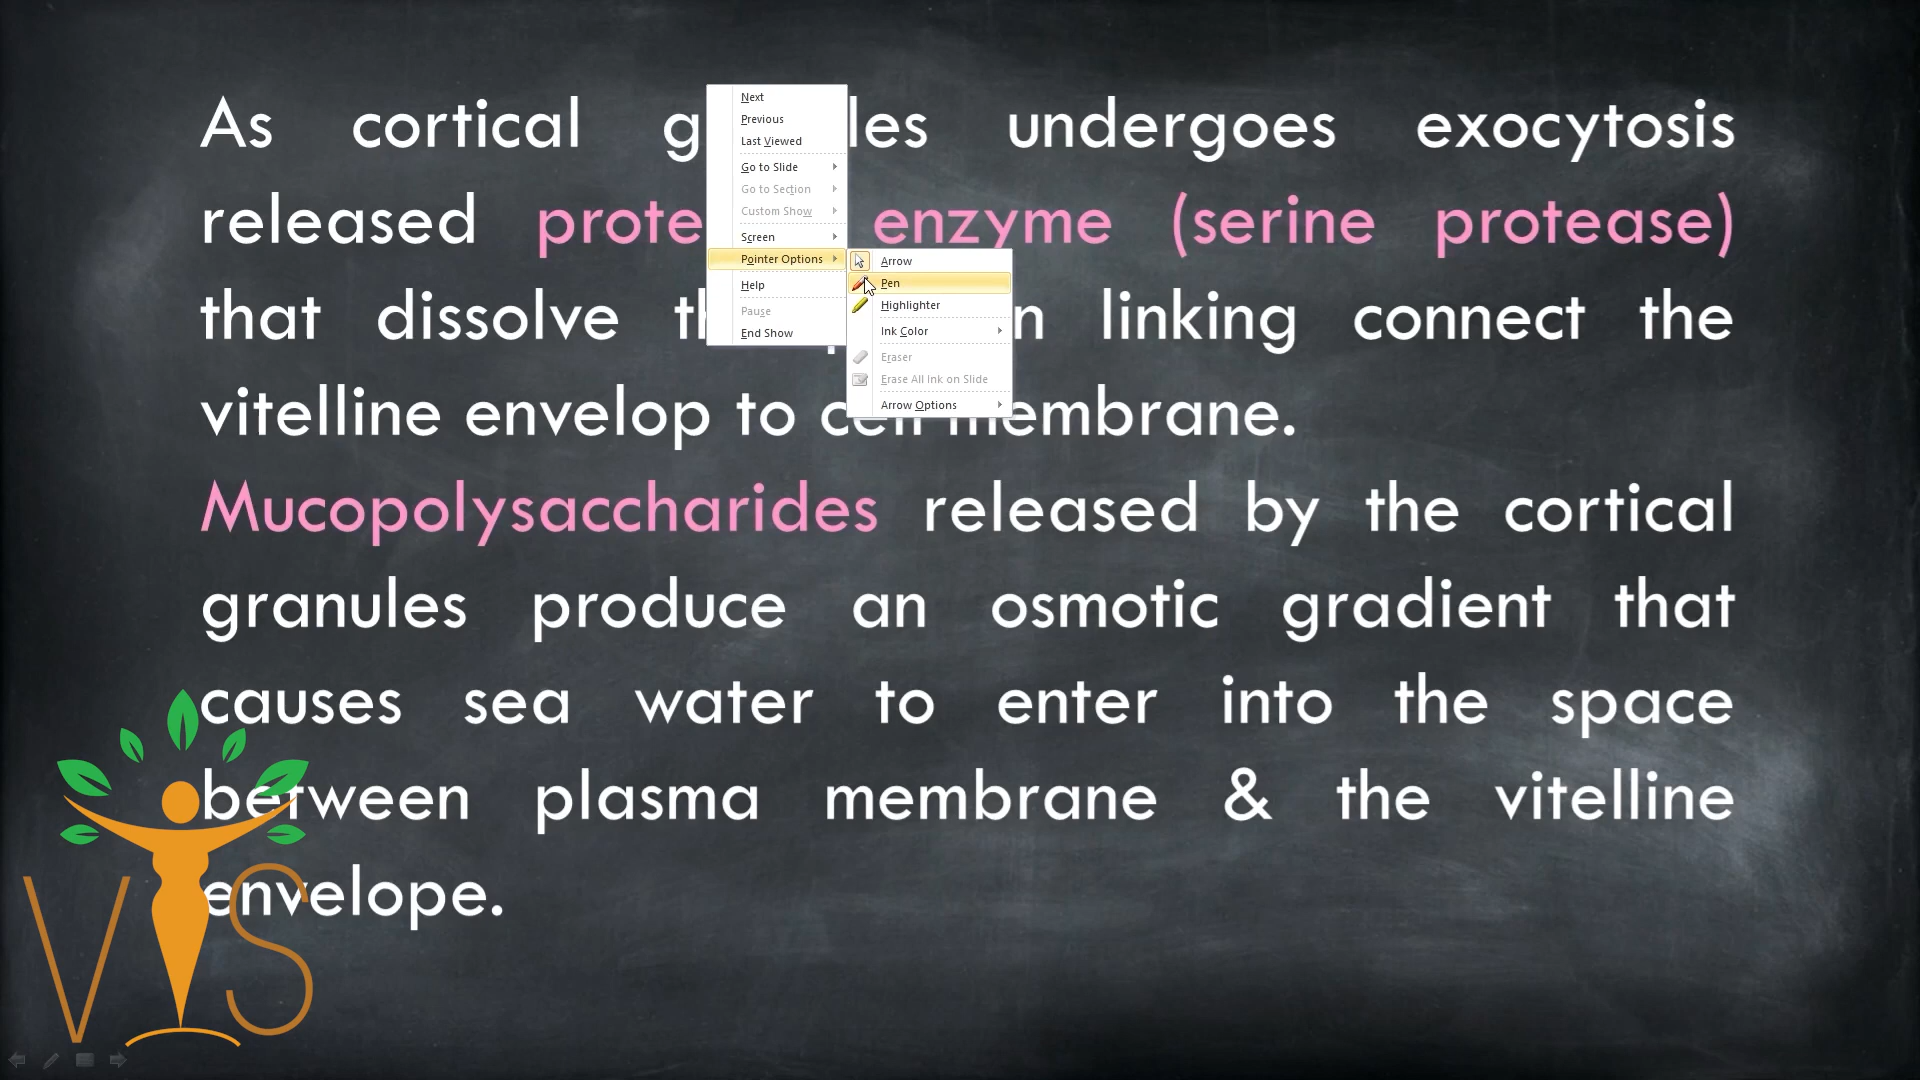 As cortical g les undergoes exocytosis
released prote enzyme (serine protease)
that dissolve th n linking connect the
vitelline envelop to cell membrane.
Mucopolysaccharides released by the cortical
granules produce an osmotic gradient that
causes sea water to enter into the space
between plasma membrane & the vitelline
envelope.
Next
Previous
Last Viewed
Go to Slide
Go to Section
Custom Show
Screen
Pointer Options
Help
Pause
End Show
Arrow
Pen
Highlighter
Ink Color
Eraser
Erase All Ink on Slide
Arrow Options
VIS